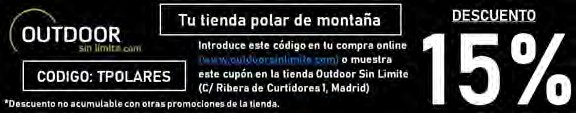 OUTDOOR
sin limite.com
CODIGO: TPOLARES
Tu tienda polar de montaña
Introduce este código en tu compra online
(www.outdoorsinlimite.com) o muestra
este cupón en la tienda Outdoor Sin Limite
(C/ Ribera de Curtidores 1, Madrid)
DESCUENTO
15%
*Descuento no acumulable con otras promociones de la tienda.